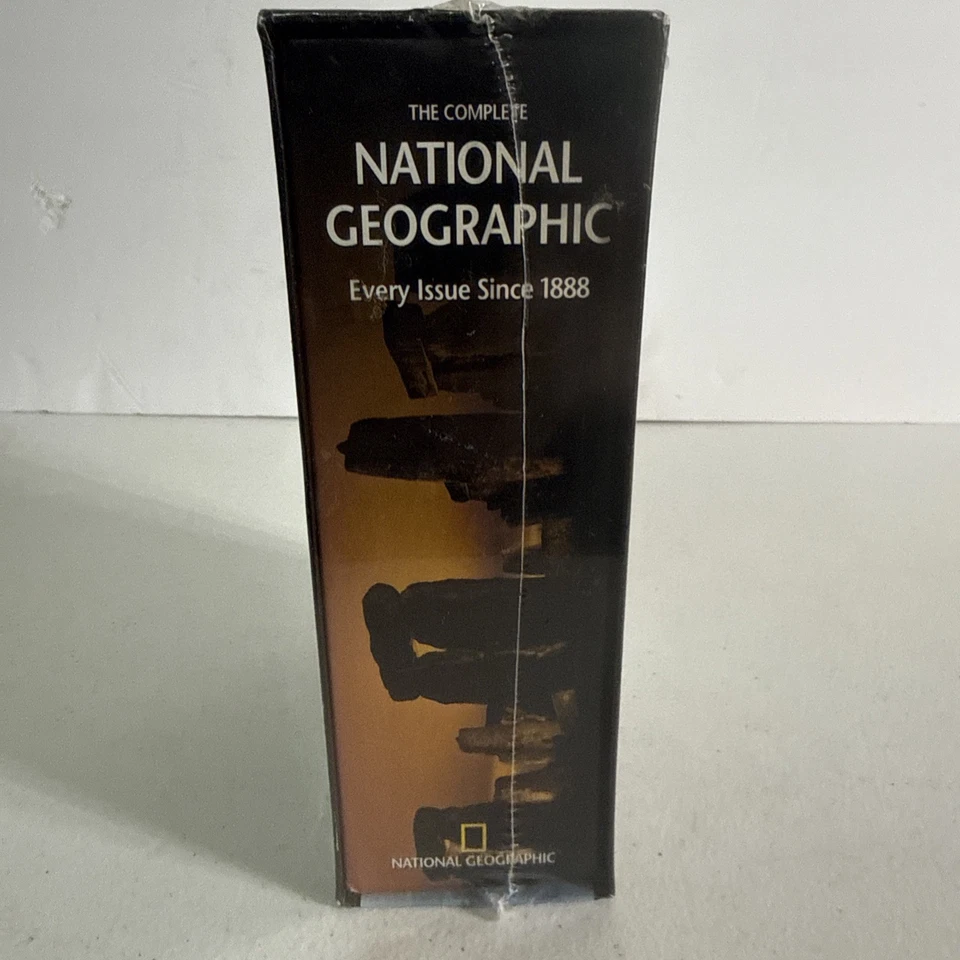 THE COMPLETE
NATIONAL
GEOGRAPHIC
Every Issue Since 1888
NATIONAL GEOGRAPHIC